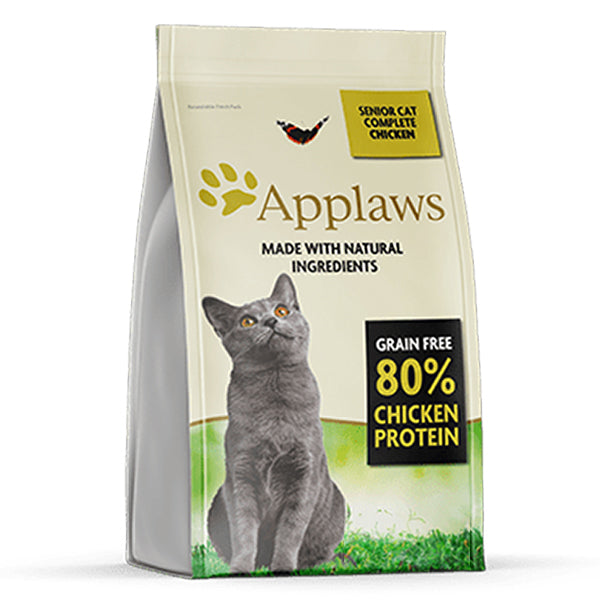 SENIOR CAT
COMPLETE
CHICKEN
Applaws
MADE WITH NATURAL
INGREDIENTS
GRAIN FREE
80%
CHICKEN
PROTEIN